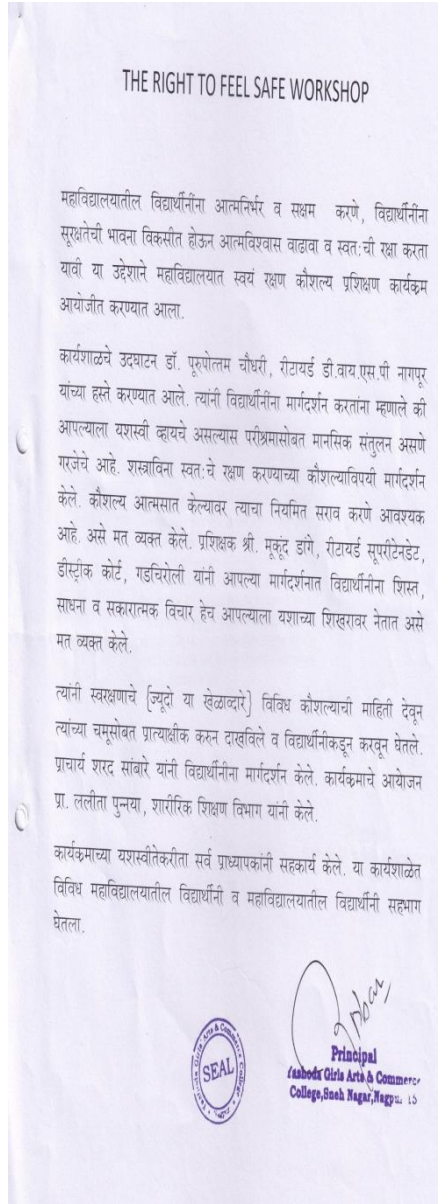 THE RIGHT TO FEEL SAFE WORKSHOP
महाविद्यालयातील विद्यार्थीनींना आत्मनिर्भर व सक्षम करणे, विद्यार्थीनींना
सूरक्षतेची भावना विकसीत होऊन आत्मविश्वास वाढावा व स्वत:ची रक्षा करता
यावी या उद्देशाने महाविद्यालयात स्वयं रक्षण कौशल्य प्रशिक्षण कार्यक्रम
आयोजीत करण्यात आला.
कार्यशाळचे उदघाटन डॉ. पूरुपोत्तम चौधरी, रीटायर्ड डी.वाय.एस.पी नागपूर
यांच्या हस्ते करण्यात आले. त्यांनी विद्यार्थीनींना मार्गदर्शन करतांना म्हणाले की
आपल्याला यशस्वी व्हायचे असल्यास परीश्रमासोबत मानसिक संतुलन असणे
गरजेचे आहे. शस्त्राविना स्वत:चे रक्षण करण्याच्या कौशल्याविषयी मार्गदर्शन
केले. कौशल्य आत्मसात केल्यावर त्याचा नियमित सराव करणे आवश्यक
आहे. असे मत व्यक्त केले. प्रशिक्षक श्री. मूकूंद डांगे, रीटायर्ड सूपरीटेनडेट,
डीस्ट्रीक कोर्ट, गडचिरोली यांनी आपल्या मार्गदर्शनात विद्यार्थीनीना शिस्त,
साधना व सकारात्मक विचार हेच आपल्याला यशाच्या शिखरावर नेतात असे
मत व्यक्त केले.
त्यांनी स्वरक्षणाचे [ज्यूदो या खेळाव्दारे] विविध कौशल्याची माहिती देवून
त्यांच्या चमूसोबत प्रात्याक्षीक करुन दाखविले व विद्यार्थीनीकडून करवून घेतले.
प्राचार्य शरद सांबारे यांनी विद्यार्थीनीना मार्गदर्शन केले. कार्यक्रमाचे आयोजन
प्रा. ललीता पुन्नया, शारीरिक शिक्षण विभाग यांनी केले.
कार्यक्रमाच्या यशस्वीतेकरीता सर्व प्राध्यापकांनी सहकार्य केले. या कार्यशाळेत
विविध महाविद्यालयातील विद्यार्थीनी व महाविद्यालयातील विद्यार्थीनी सहभाग
घेतला.
SEAL
Principal
Yashoda Girls Arts & Commerce
College, Sneh Nagar, Nagpur 15